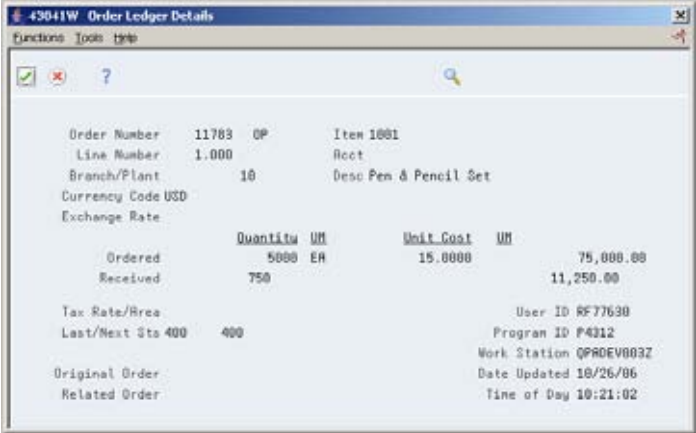 43041W Order Ledger Details
Functions Tools Help
?
Order Number 11783 OP Item 1001
Line Number 1.000 Acct
Branch/Plant 10 Desc Pen & Pencil Set
Currency Code USD
Exchange Rate
Quantity UM Unit Cost UM
Ordered 5000 EA 15.0000 75,000.00
Received 750 11,250.00
Tax Rate/Area User ID RF77630
Last/Next Sts 400 400 Program ID P4312
Work Station QPADEV003Z
Original Order Date Updated 10/26/06
Related Order Time of Day 10:21:02